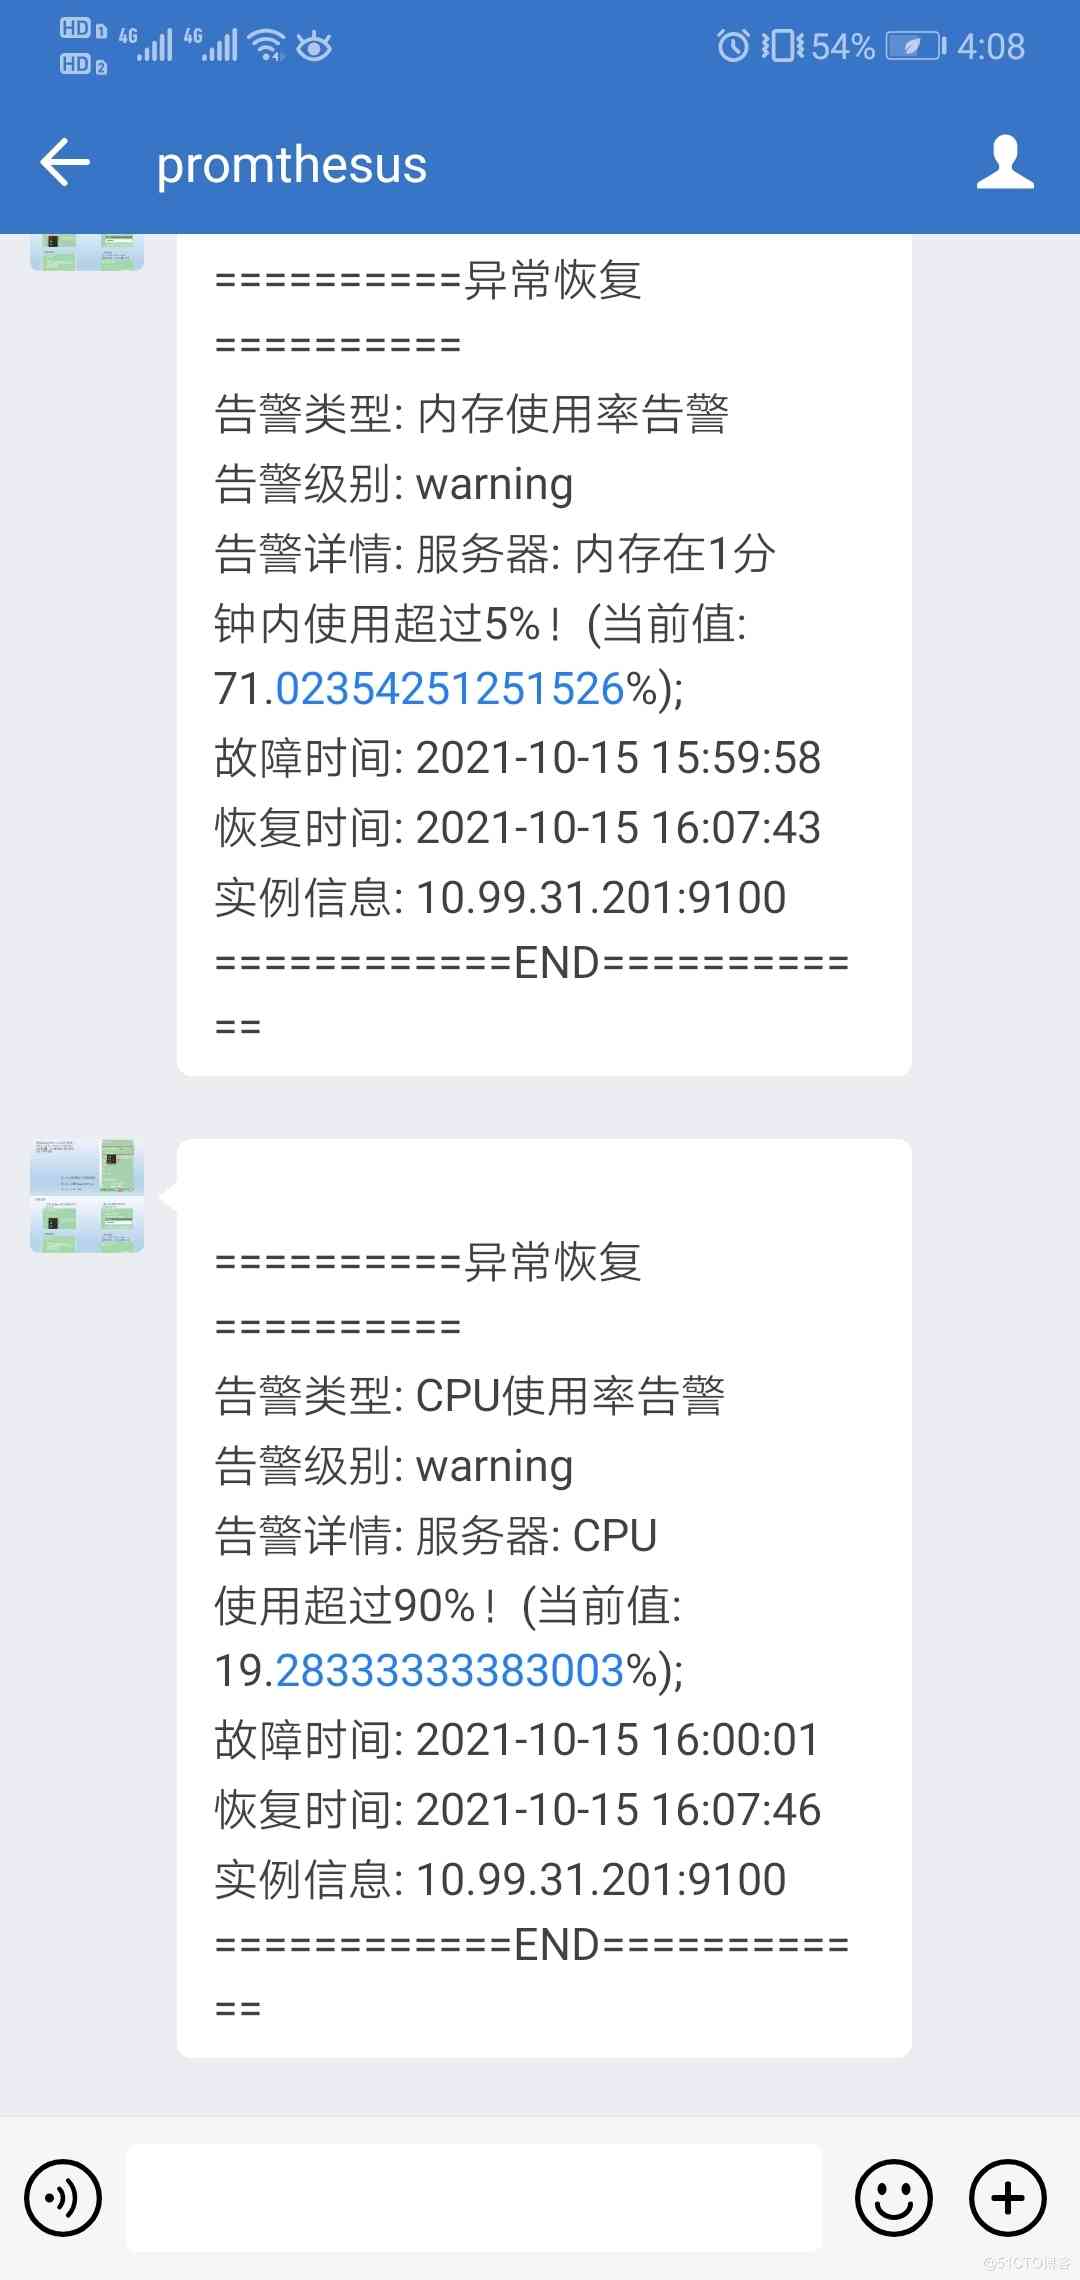 HD 1 4G 4G 54% 4:08
HD 2
promthesus
==========异常恢复
==========
告警类型: 内存使用率告警
告警级别: warning
告警详情: 服务器: 内存在1分
钟内使用超过5%！(当前值:
71.02354251251526%);
故障时间: 2021-10-15 15:59:58
恢复时间: 2021-10-15 16:07:43
实例信息: 10.99.31.201:9100
============END==========
==
==========异常恢复
==========
告警类型: CPU使用率告警
告警级别: warning
告警详情: 服务器: CPU
使用超过90%！(当前值:
19.28333333383003%);
故障时间: 2021-10-15 16:00:01
恢复时间: 2021-10-15 16:07:46
实例信息: 10.99.31.201:9100
============END==========
==
@51CTO博客